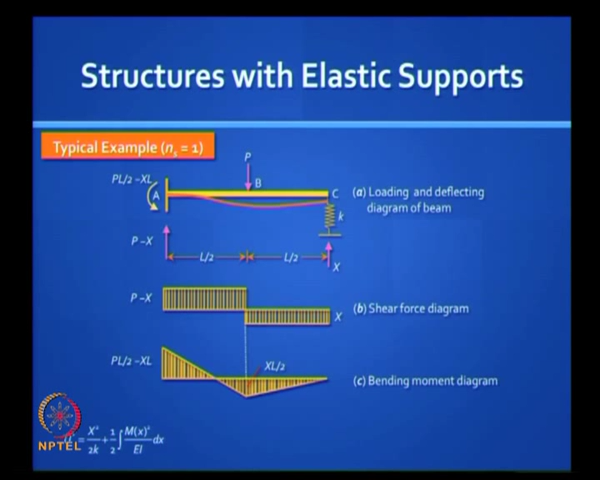 Structures with Elastic Supports
Typical Example (nₛ = 1)
P
PL/2 –XL
A
B
C
(a) Loading and deflecting
diagram of beam
k
P –X
L/2
L/2
X
P –X
X
(b) Shear force diagram
PL/2 –XL
XL/2
(c) Bending moment diagram
= X²/2k + 1/2 ∫ M(x)²/EI dx
NPTEL